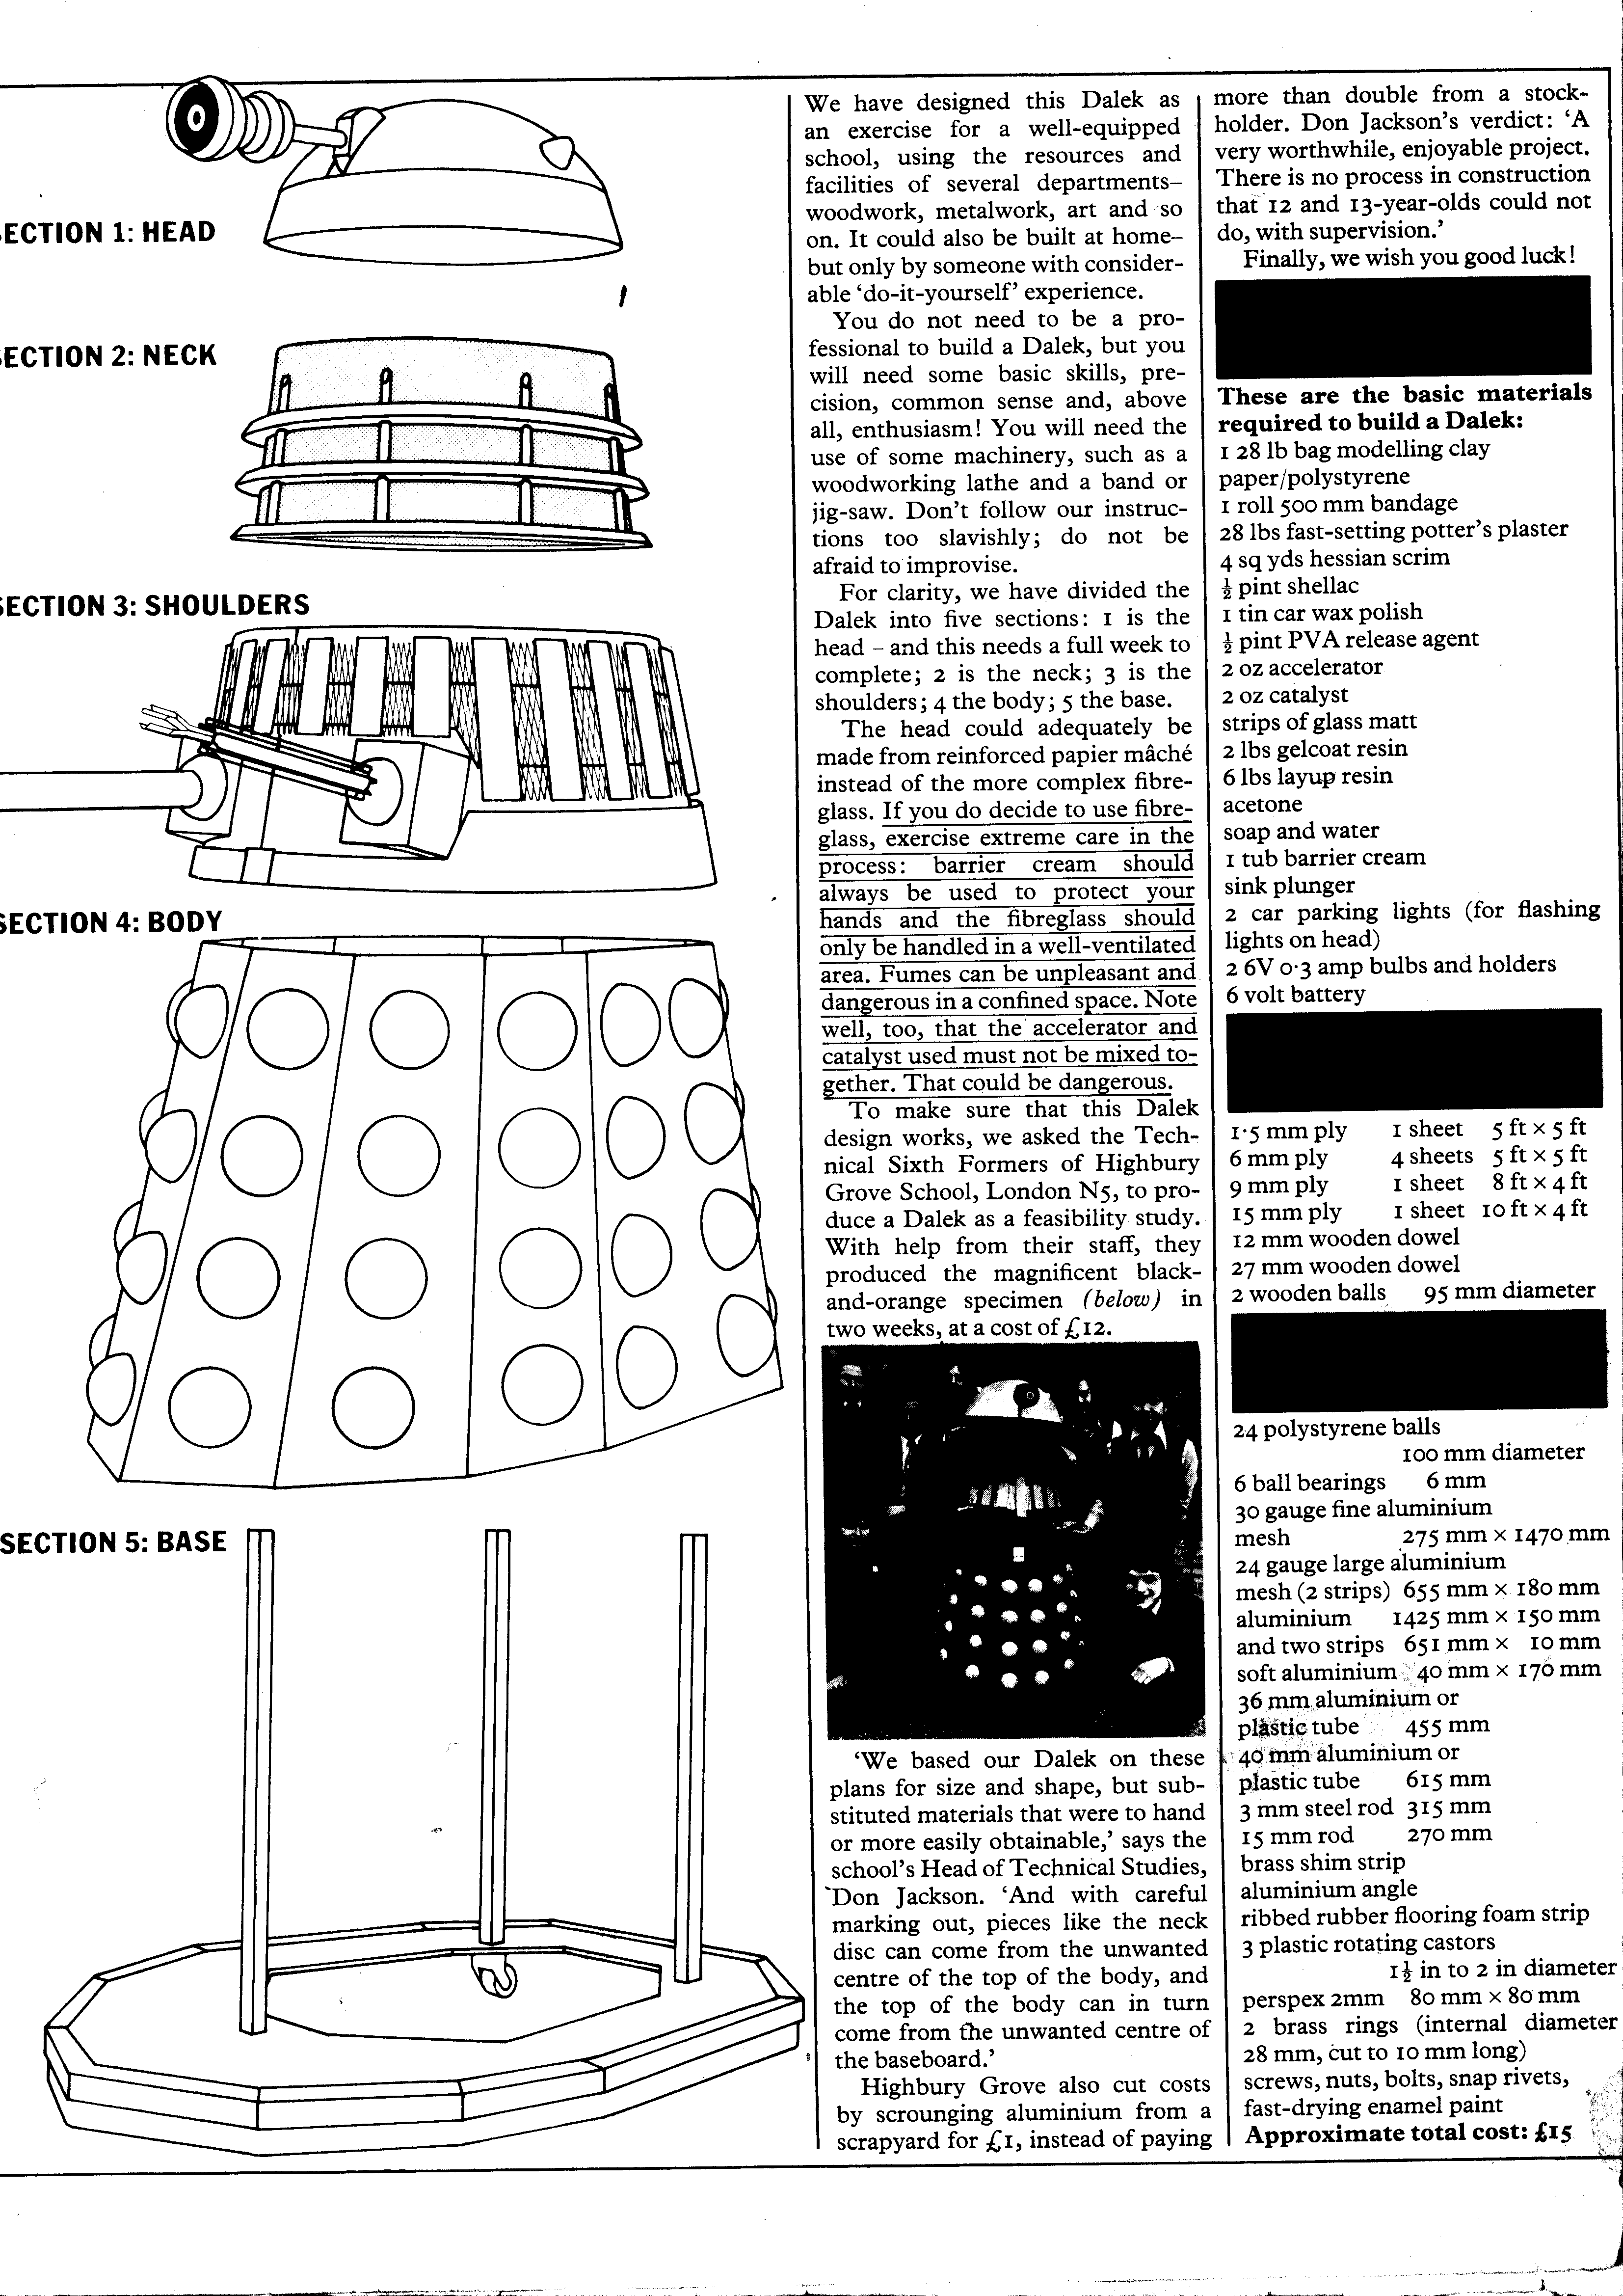 ECTION 1: HEAD
ECTION 2: NECK
SECTION 3: SHOULDERS
SECTION 4: BODY
SECTION 5: BASE
We have designed this Dalek as
an exercise for a well-equipped
school, using the resources and
facilities of several departments–
woodwork, metalwork, art and so
on. It could also be built at home–
but only by someone with consider-
able ‘do-it-yourself’ experience.
You do not need to be a pro-
fessional to build a Dalek, but you
will need some basic skills, pre-
cision, common sense and, above
all, enthusiasm! You will need the
use of some machinery, such as a
woodworking lathe and a band or
jig-saw. Don’t follow our instruc-
tions too slavishly; do not be
afraid to improvise.
For clarity, we have divided the
Dalek into five sections: 1 is the
head – and this needs a full week to
complete; 2 is the neck; 3 is the
shoulders; 4 the body; 5 the base.
The head could adequately be
made from reinforced papier mâché
instead of the more complex fibre-
glass. If you do decide to use fibre-
glass, exercise extreme care in the
process: barrier cream should
always be used to protect your
hands and the fibreglass should
only be handled in a well-ventilated
area. Fumes can be unpleasant and
dangerous in a confined space. Note
well, too, that the accelerator and
catalyst used must not be mixed to-
gether. That could be dangerous.
To make sure that this Dalek
design works, we asked the Tech-
nical Sixth Formers of Highbury
Grove School, London N5, to pro-
duce a Dalek as a feasibility study.
With help from their staff, they
produced the magnificent black-
and-orange specimen (below) in
two weeks, at a cost of £12.
‘We based our Dalek on these
plans for size and shape, but sub-
stituted materials that were to hand
or more easily obtainable,’ says the
school’s Head of Technical Studies,
Don Jackson. ‘And with careful
marking out, pieces like the neck
disc can come from the unwanted
centre of the top of the body, and
the top of the body can in turn
come from the unwanted centre of
the baseboard.’
Highbury Grove also cut costs
by scrounging aluminium from a
scrapyard for £1, instead of paying
more than double from a stock-
holder. Don Jackson’s verdict: ‘A
very worthwhile, enjoyable project.
There is no process in construction
that 12 and 13-year-olds could not
do, with supervision.’
Finally, we wish you good luck!
These are the basic materials
required to build a Dalek:
1 28 lb bag modelling clay
paper/polystyrene
1 roll 500 mm bandage
28 lbs fast-setting potter’s plaster
4 sq yds hessian scrim
½ pint shellac
1 tin car wax polish
½ pint PVA release agent
2 oz accelerator
2 oz catalyst
strips of glass matt
2 lbs gelcoat resin
6 lbs layup resin
acetone
soap and water
1 tub barrier cream
sink plunger
2 car parking lights (for flashing
lights on head)
2 6V 0·3 amp bulbs and holders
6 volt battery
1·5 mm ply 1 sheet 5 ft × 5 ft
6 mm ply 4 sheets 5 ft × 5 ft
9 mm ply 1 sheet 8 ft × 4 ft
15 mm ply 1 sheet 10 ft × 4 ft
12 mm wooden dowel
27 mm wooden dowel
2 wooden balls 95 mm diameter
24 polystyrene balls
100 mm diameter
6 ball bearings 6 mm
30 gauge fine aluminium
mesh 275 mm × 1470 mm
24 gauge large aluminium
mesh (2 strips) 655 mm × 180 mm
aluminium 1425 mm × 150 mm
and two strips 651 mm × 10 mm
soft aluminium 40 mm × 170 mm
36 mm aluminium or
plastic tube 455 mm
40 mm aluminium or
plastic tube 615 mm
3 mm steel rod 315 mm
15 mm rod 270 mm
brass shim strip
aluminium angle
ribbed rubber flooring foam strip
3 plastic rotating castors
1½ in to 2 in diameter
perspex 2mm 80 mm × 80 mm
2 brass rings (internal diameter
28 mm, cut to 10 mm long)
screws, nuts, bolts, snap rivets,
fast-drying enamel paint
Approximate total cost: £15